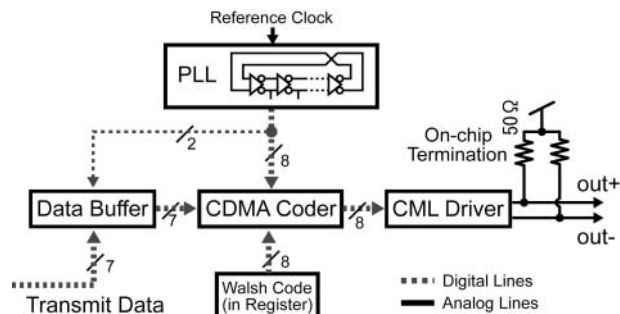 Reference Clock
PLL
50 Ω
On-chip
Termination
2
8
out+
Data Buffer
7
CDMA Coder
8
CML Driver
out-
7
8
Transmit Data
Walsh Code
(in Register)
Digital Lines
Analog Lines